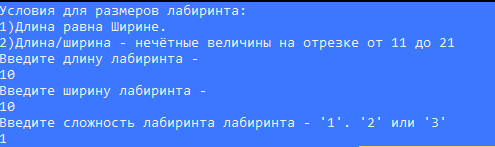 Условия для размеров лабиринта:
1)Длина равна Ширине.
2)Длина/ширина - нечётные величины на отрезке от 11 до 21
Введите длину лабиринта -
10
Введите ширину лабиринта -
10
Введите сложность лабиринта лабиринта - '1'. '2' или '3'
1